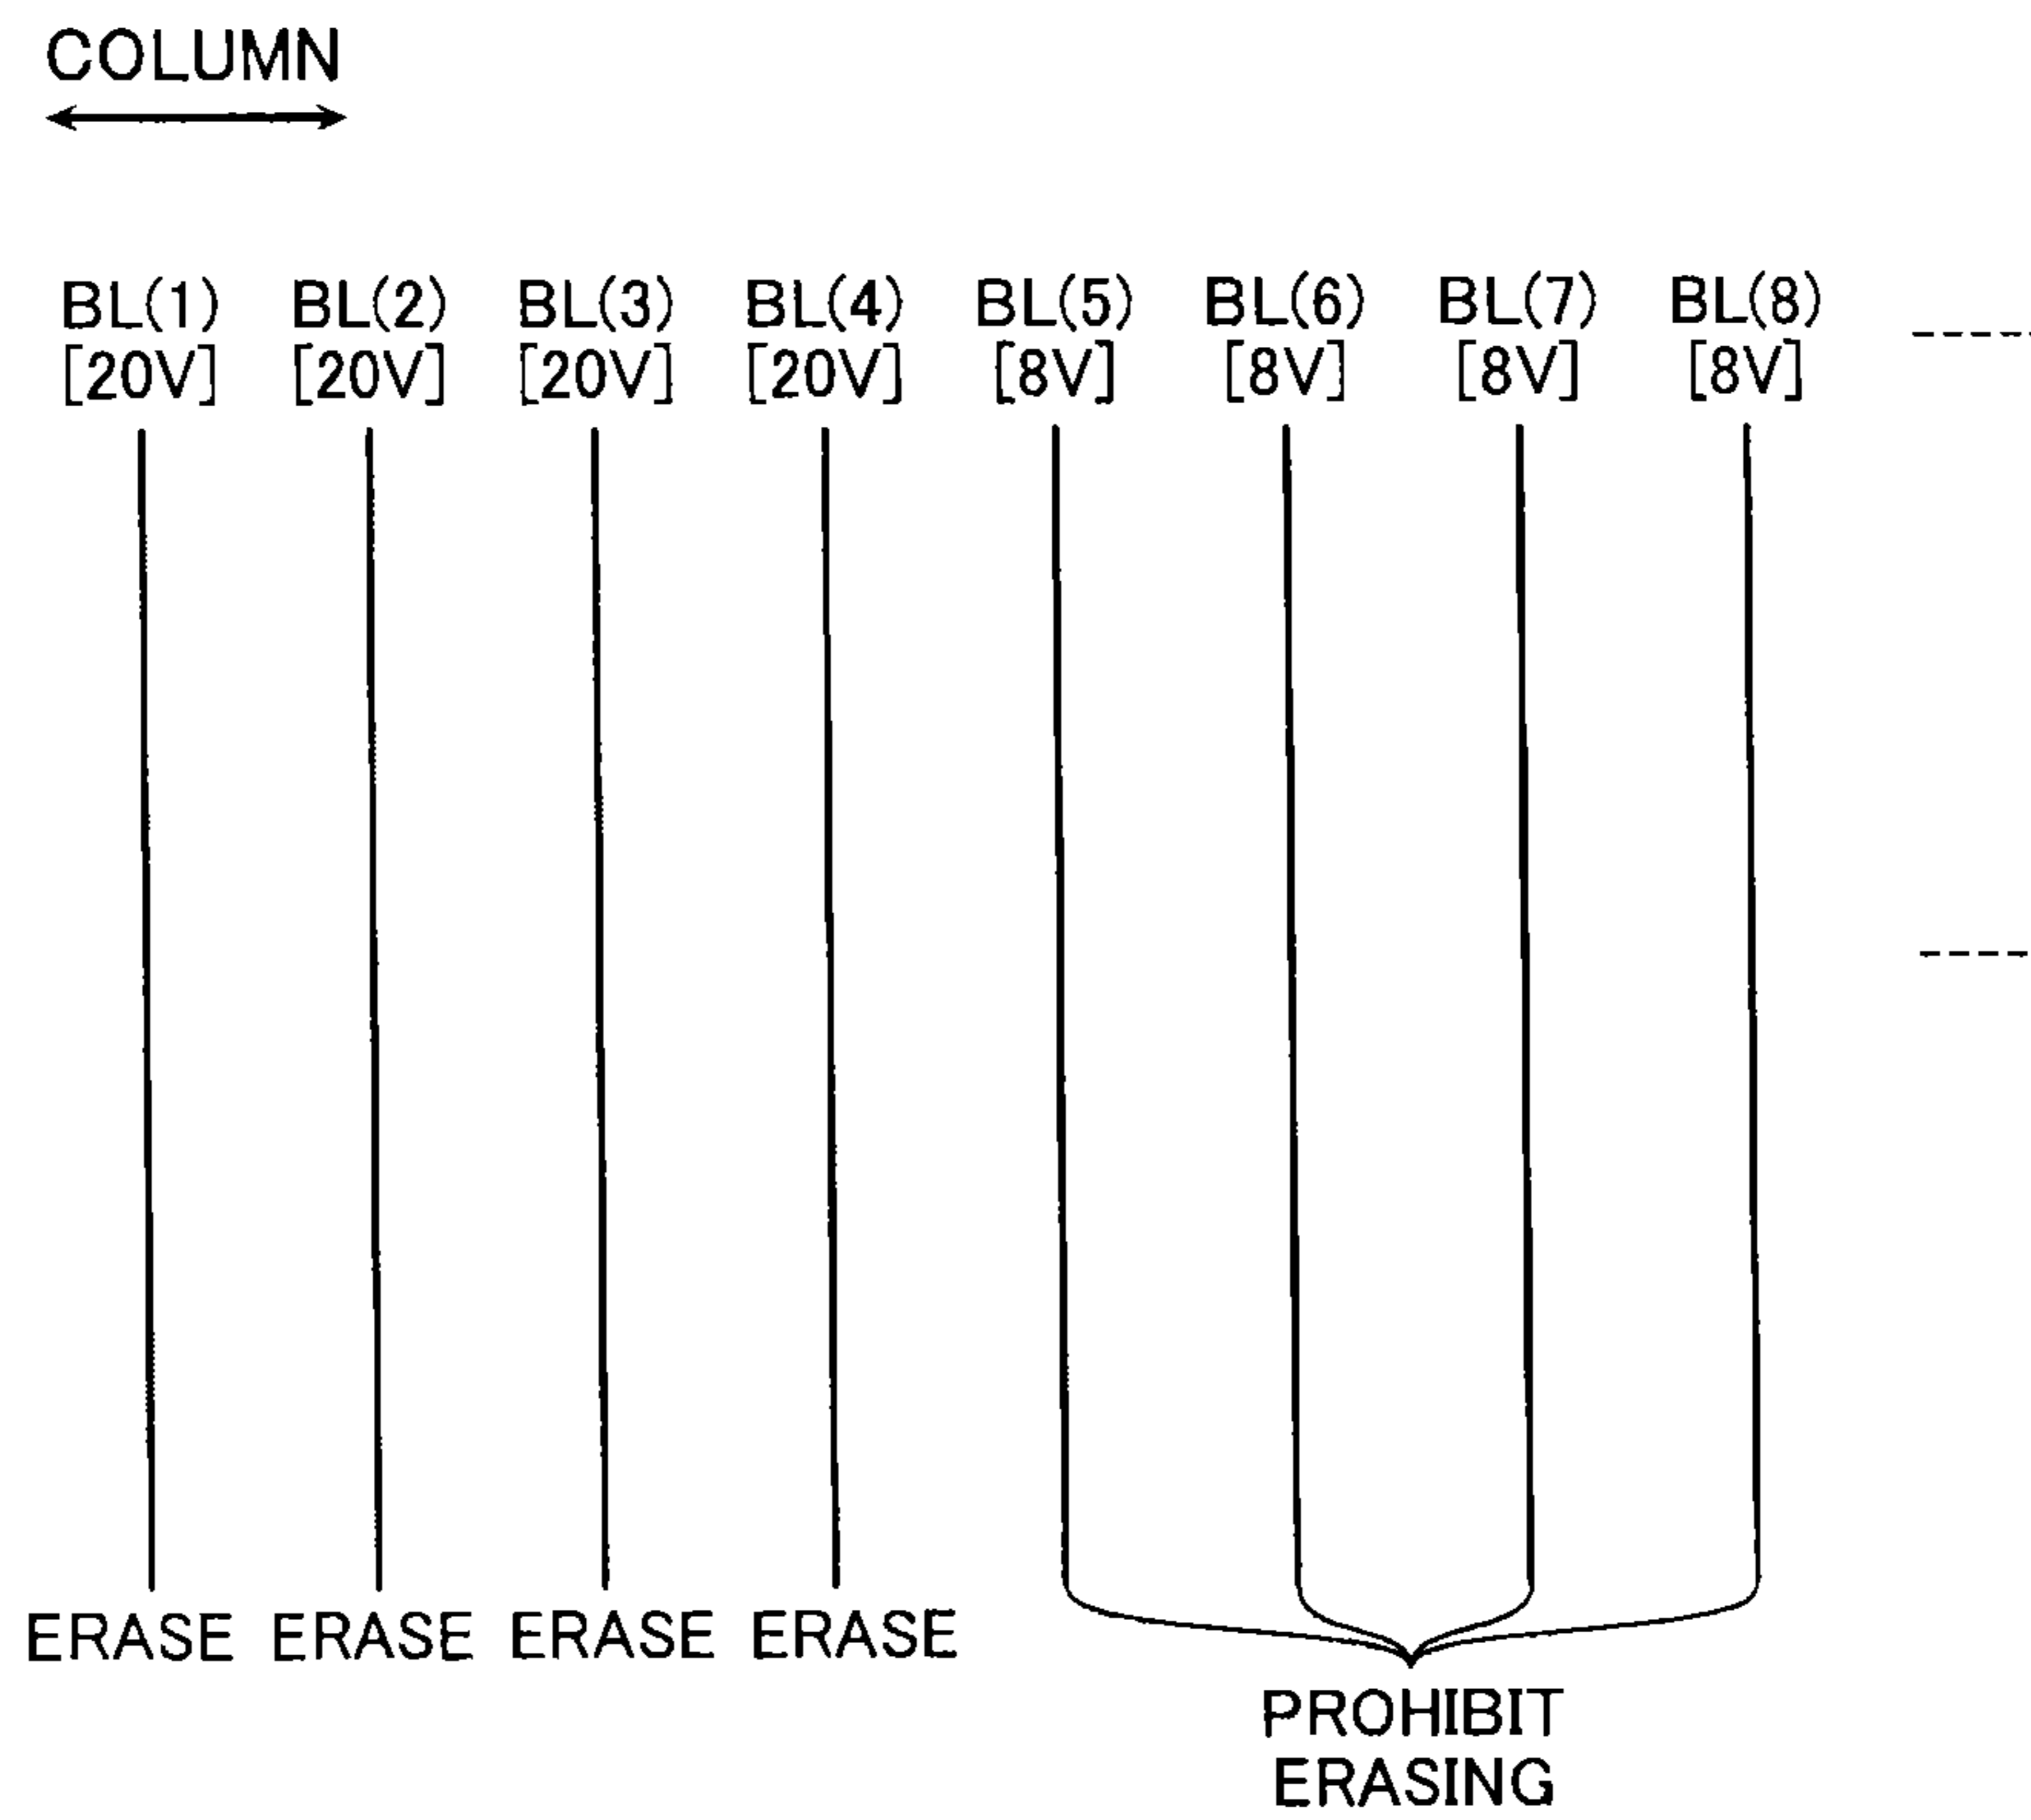 COLUMN
BL(1) BL(2) BL(3) BL(4) BL(5) BL(6) BL(7) BL(8)
[20V] [20V] [20V] [20V] [8V] [8V] [8V] [8V]
ERASE ERASE ERASE ERASE
PROHIBIT
ERASING